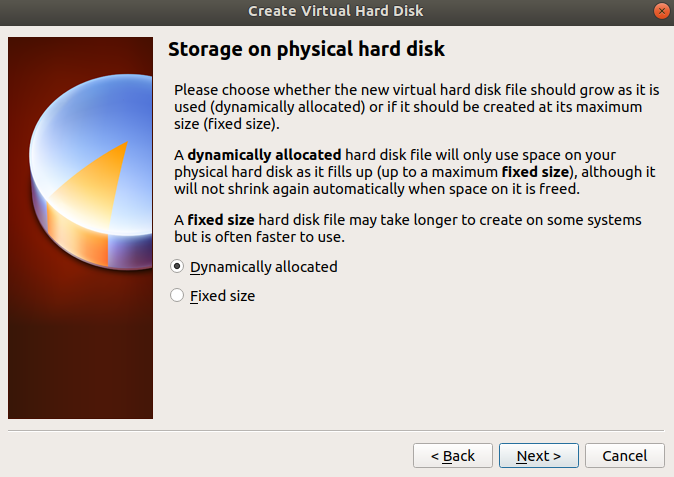 Create Virtual Hard Disk
Storage on physical hard disk
Please choose whether the new virtual hard disk file should grow as it is
used (dynamically allocated) or if it should be created at its maximum
size (fixed size).
A dynamically allocated hard disk file will only use space on your
physical hard disk as it fills up (up to a maximum fixed size), although it
will not shrink again automatically when space on it is freed.
A fixed size hard disk file may take longer to create on some systems
but is often faster to use.
Dynamically allocated
Fixed size
< Back
Next >
Cancel